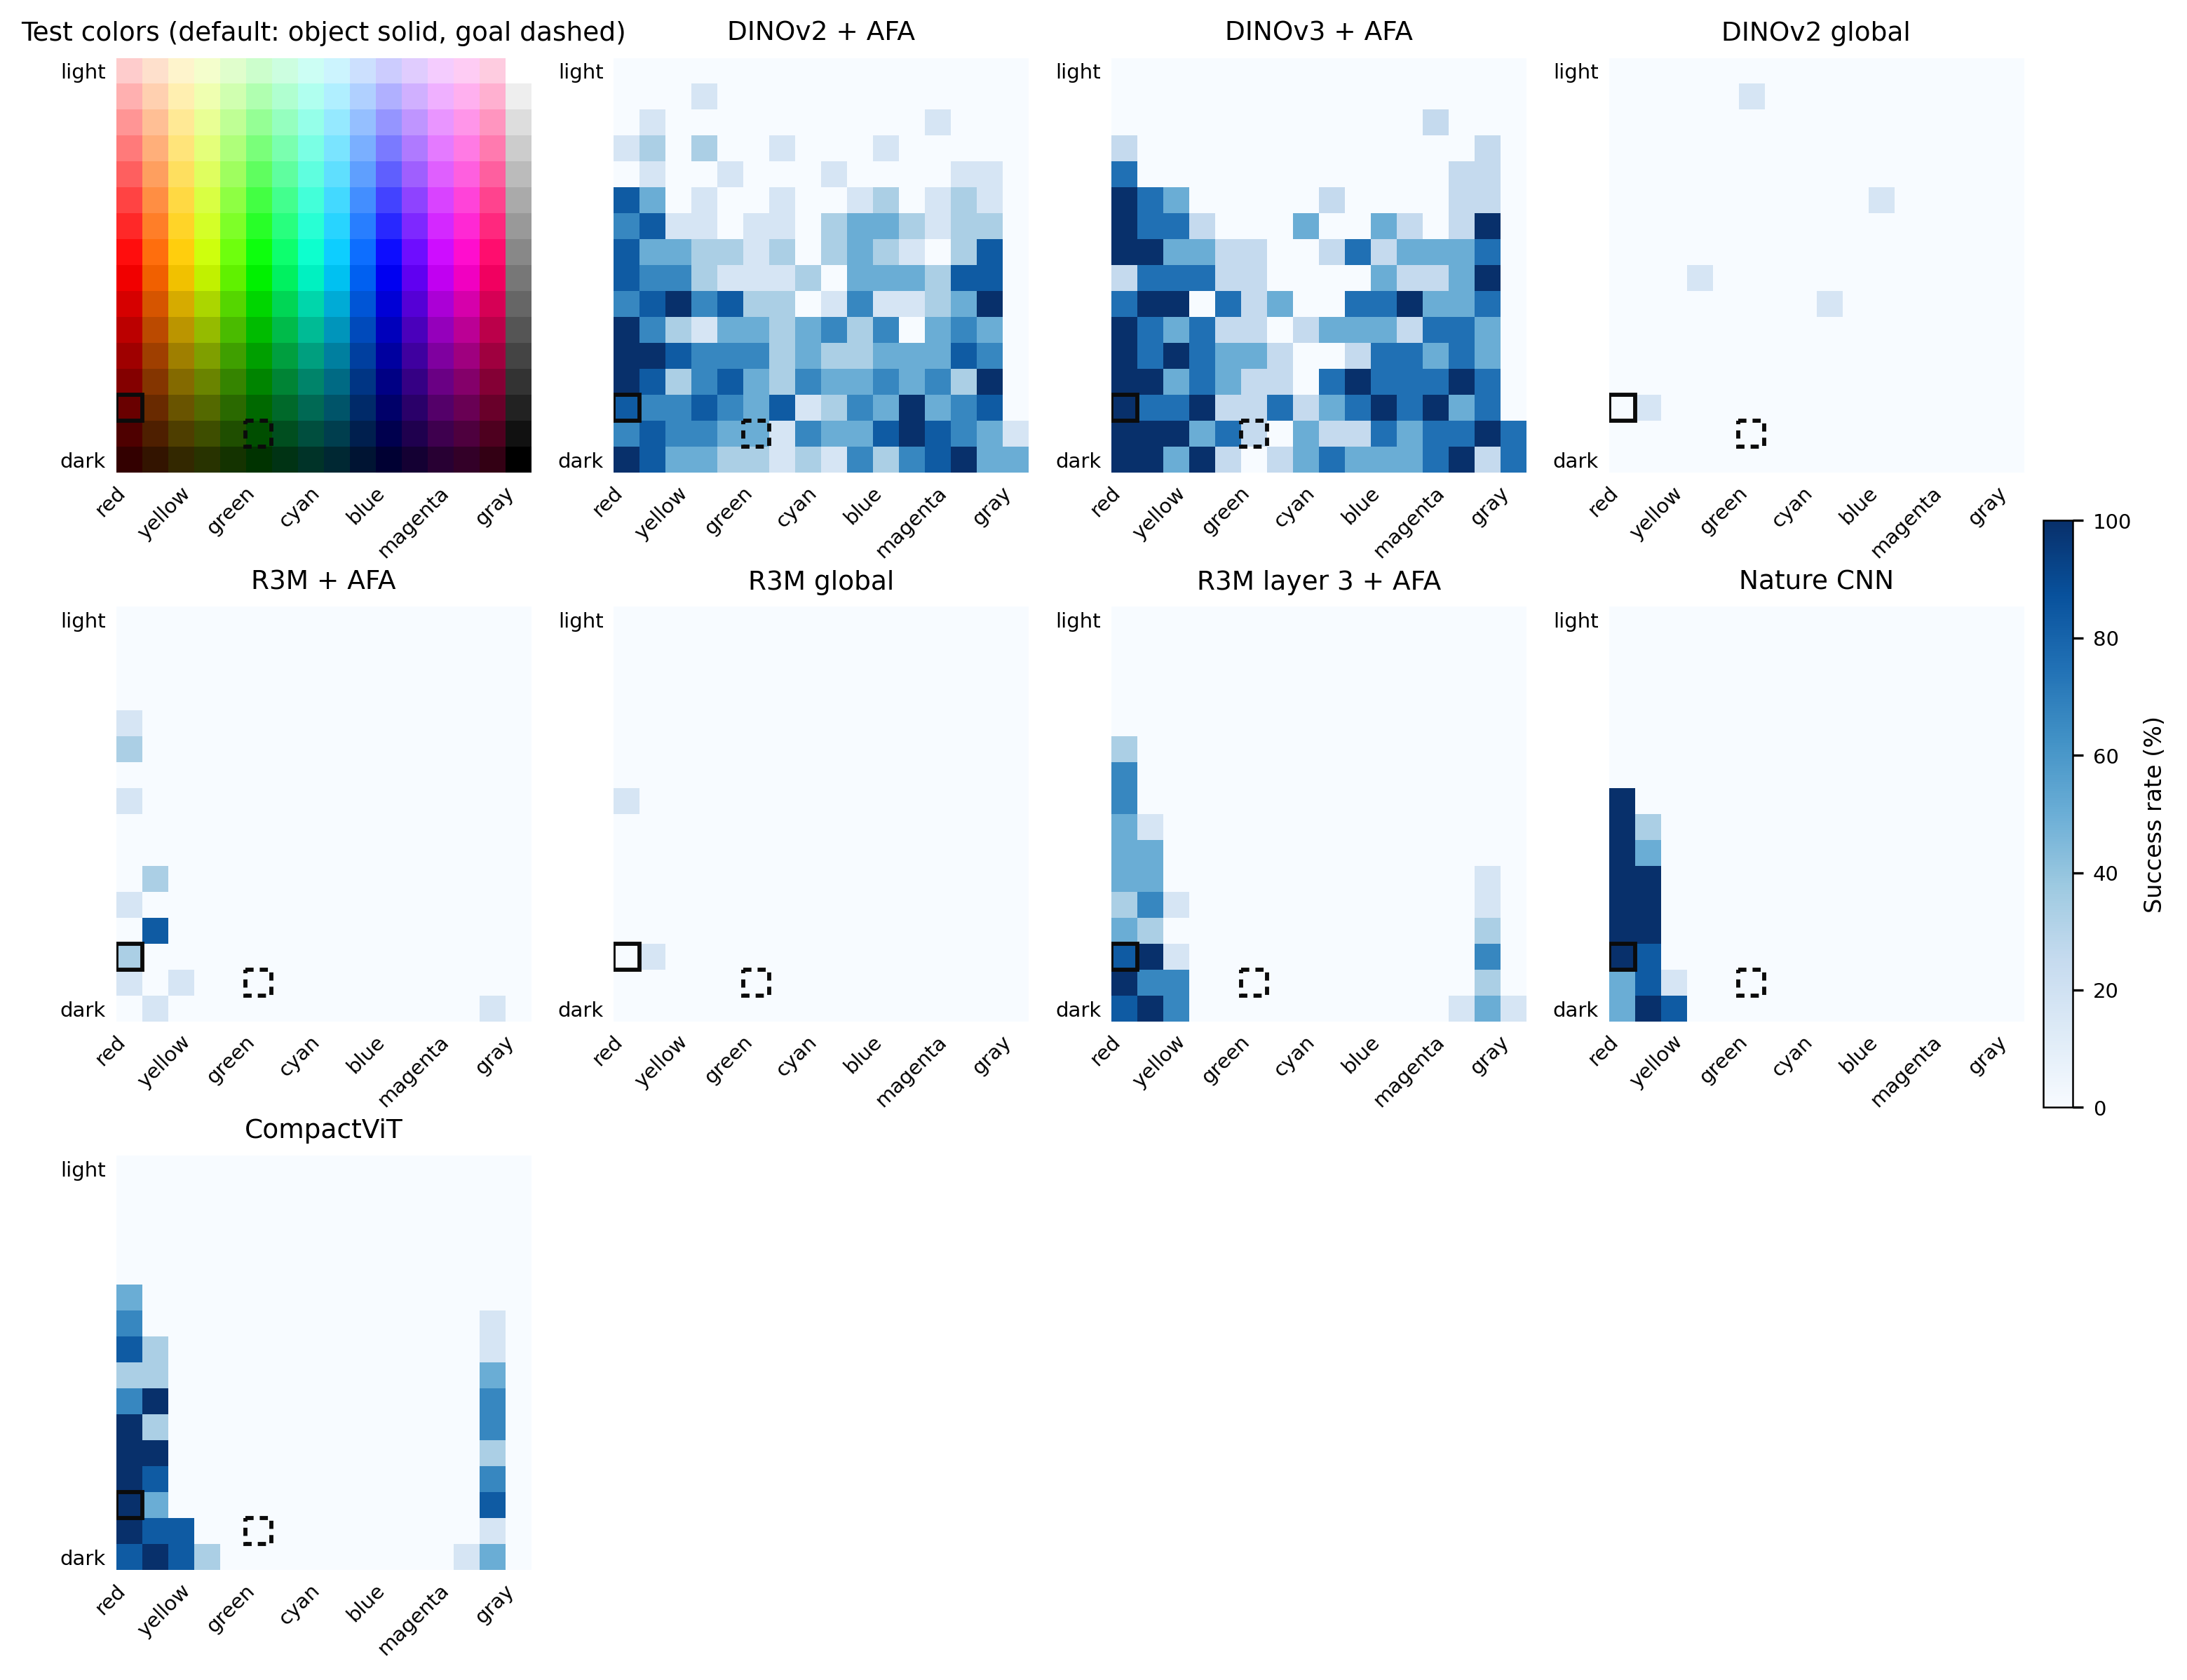 Test colors (default: object solid, goal dashed)
DINOv2 + AFA
DINOv3 + AFA
DINOv2 global
light
light
light
light
dark
dark
dark
dark
red
yellow
green
cyan
blue
magenta
gray
red
yellow
green
cyan
blue
magenta
gray
red
yellow
green
cyan
blue
magenta
gray
red
yellow
green
cyan
blue
magenta
gray
R3M + AFA
R3M global
R3M layer 3 + AFA
Nature CNN
light
light
light
light
dark
dark
dark
dark
red
yellow
green
cyan
blue
magenta
gray
red
yellow
green
cyan
blue
magenta
gray
red
yellow
green
cyan
blue
magenta
gray
red
yellow
green
cyan
blue
magenta
gray
100
80
60
40
20
0
Success rate (%)
CompactViT
light
dark
red
yellow
green
cyan
blue
magenta
gray